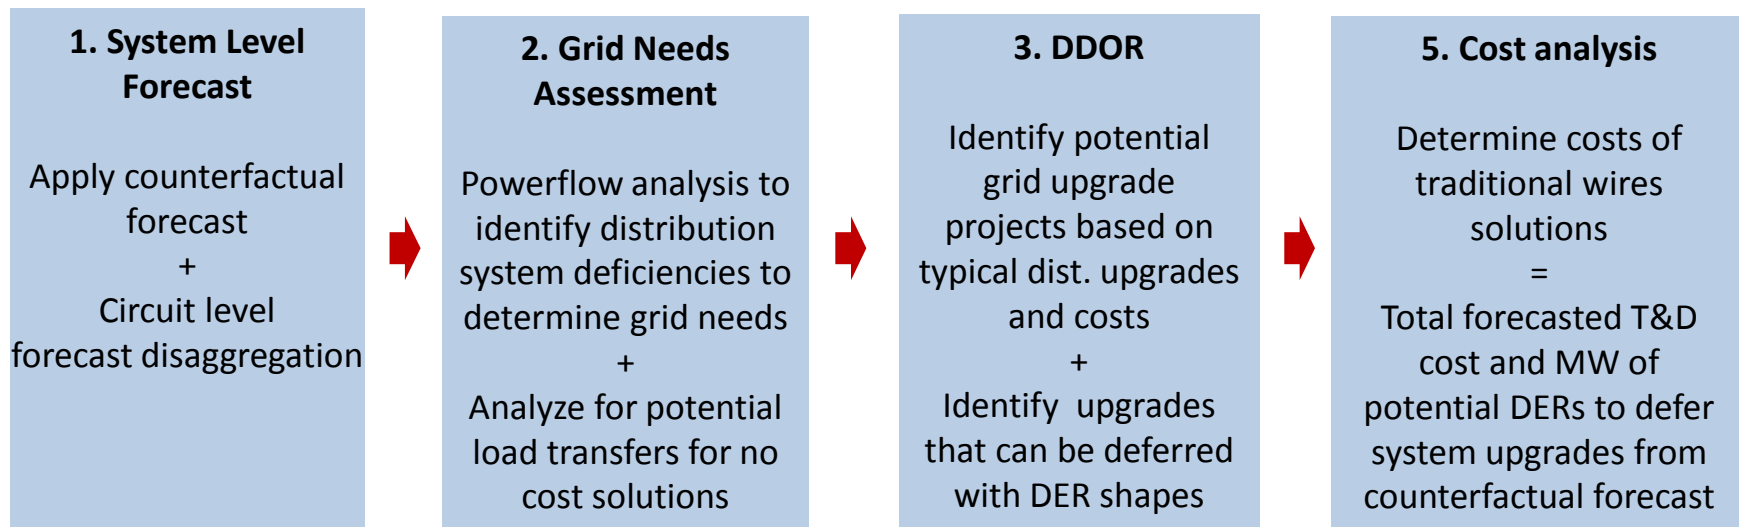 1. System Level
Forecast
Apply counterfactual
forecast
+
Circuit level
forecast disaggregation
2. Grid Needs
Assessment
Powerflow analysis to
identify distribution
system deficiencies to
determine grid needs
+
Analyze for potential
load transfers for no
cost solutions
3. DDOR
Identify potential
grid upgrade
projects based on
typical dist. upgrades
and costs
+
Identify  upgrades
that can be deferred
with DER shapes
5. Cost analysis
Determine costs of
traditional wires
solutions
=
Total forecasted T&D
cost and MW of
potential DERs to defer
system upgrades from
counterfactual forecast